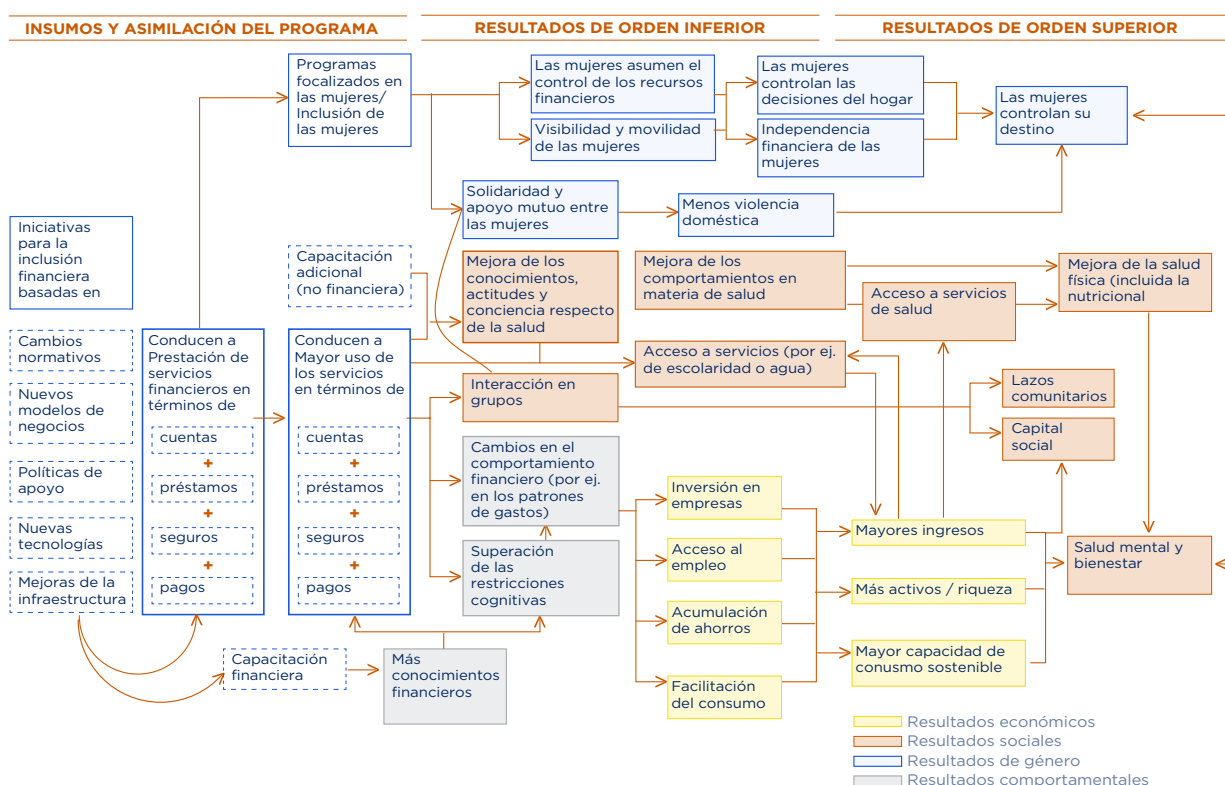 INSUMOS Y ASIMILACIÓN DEL PROGRAMA
RESULTADOS DE ORDEN INFERIOR
RESULTADOS DE ORDEN SUPERIOR
Programas
focalizados en
las mujeres/
Inclusión de
las mujeres
Las mujeres asumen el
control de los recursos
financieros
Visibilidad y movilidad
de las mujeres
Las mujeres
controlan las
decisiones del hogar
Independencia
financiera de las
mujeres
Las mujeres
controlan su
destino
Solidaridad y
apoyo mutuo entre
las mujeres
Menos violencia
doméstica
Iniciativas
para la
inclusión
financiera
basadas en
Cambios
normativos
Nuevos
modelos de
negocios
Políticas de
apoyo
Nuevas
tecnologías
Mejoras de la
infraestructura
Conducen a
Prestación de
servicios
financieros en
términos de
cuentas
+
préstamos
+
seguros
+
pagos
Capacitación
adicional
(no financiera)
Conducen a
Mayor uso de
los servicios
en términos
de
cuentas
+
préstamos
+
seguros
+
pagos
Capacitación
financiera
Más
conocimientos
financieros
Mejora de los
conocimientos,
actitudes y
conciencia respecto
de la salud
Mejora de los
comportamientos en
materia de salud
Acceso a servicios
de salud
Mejora de la salud
física (incluida la
nutricional
Acceso a servicios (por ej.
de escolaridad o agua)
Interacción en
grupos
Lazos
comunitarios
Capital
social
Cambios en el
comportamiento
financiero (por ej.
en los patrones
de gastos)
Superación
de las
restricciones
cognitivas
Inversión en
empresas
Acceso al
empleo
Acumulación
de ahorros
Facilitación
del consumo
Mayores ingresos
Más activos / riqueza
Mayor capacidad de
conusmo sostenible
Salud mental y
bienestar
Resultados económicos
Resultados sociales
Resultados de género
Resultados comportamentales